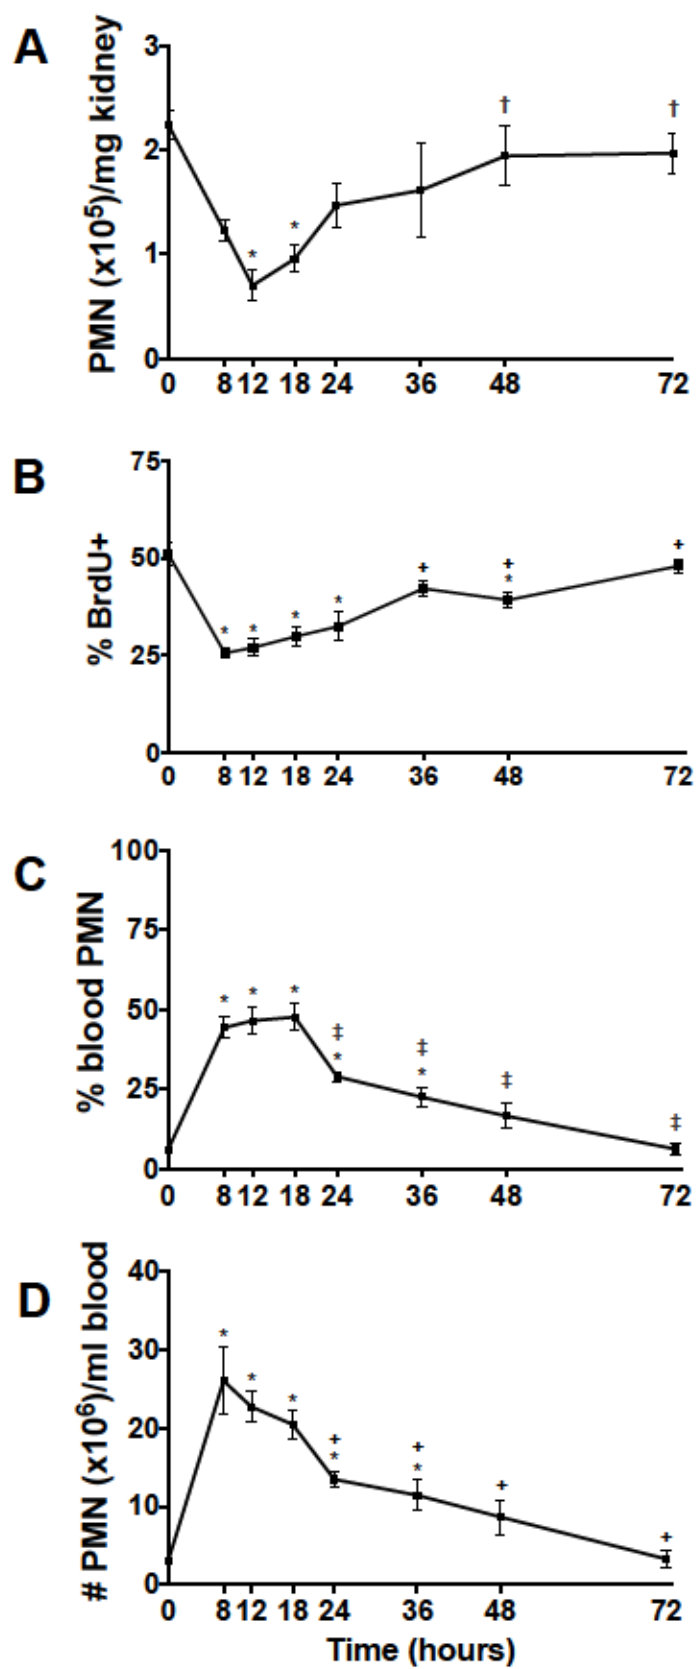 A
PMN (x10⁵)/mg kidney
3
2
1
0
* * † †
0 8 12 18 24 36 48 72
B
% BrdU+
75
50
25
0
* * * * + + * +
0 8 12 18 24 36 48 72
C
% blood PMN
100
75
50
25
0
* * * ‡ * ‡ * ‡ ‡
0 8 12 18 24 36 48 72
D
# PMN (x10⁶)/ml blood
40
30
20
10
0
* * * + * + * + +
0 8 12 18 24 36 48 72
Time (hours)